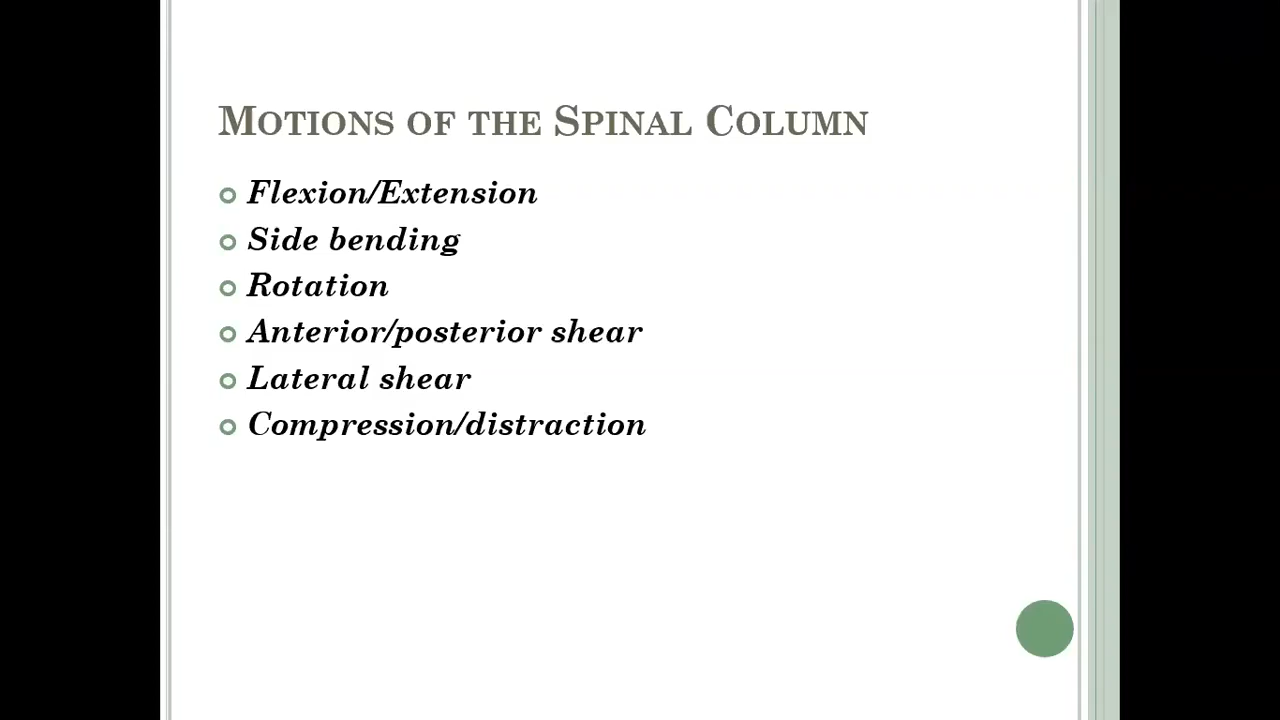 Motions of the Spinal Column
Flexion/Extension
Side bending
Rotation
Anterior/posterior shear
Lateral shear
Compression/distraction